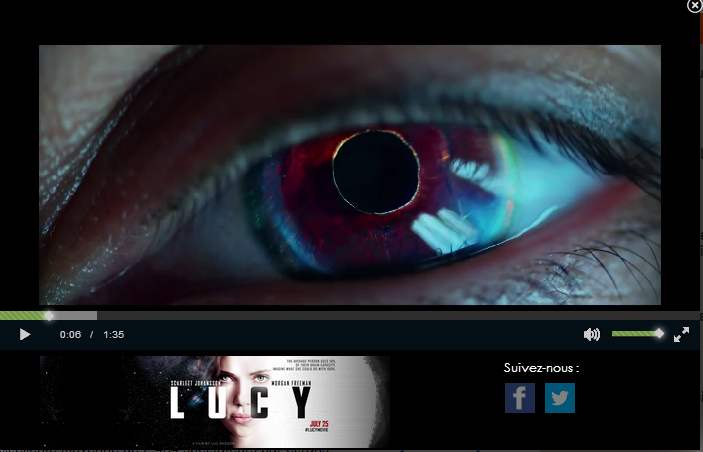 0:06 / 1:35
THE AVERAGE PERSON USES 10%
OF THEIR BRAIN CAPACITY.
IMAGINE WHAT SHE COULD DO WITH 100%.
SCARLETT JOHANSSON MORGAN FREEMAN
LUCY
JULY 25
#LUCYMOVIE
Suivez-nous :